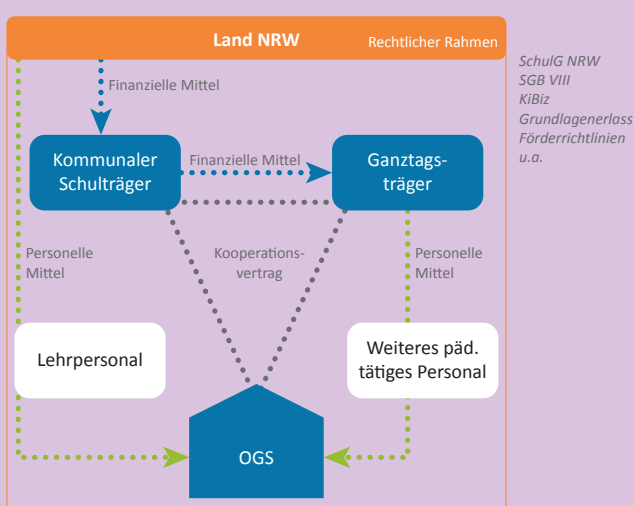 Land NRW
Rechtlicher Rahmen
SchulG NRW
SGB VIII
KiBiz
Grundlagenerlass
Förderrichtlinien
u.a.
Finanzielle Mittel
Kommunaler
Schulträger
Finanzielle Mittel
Ganztags-
träger
Personelle
Mittel
Kooperations-
vertrag
Personelle
Mittel
Lehrpersonal
Weiteres päd.
tätiges Personal
OGS